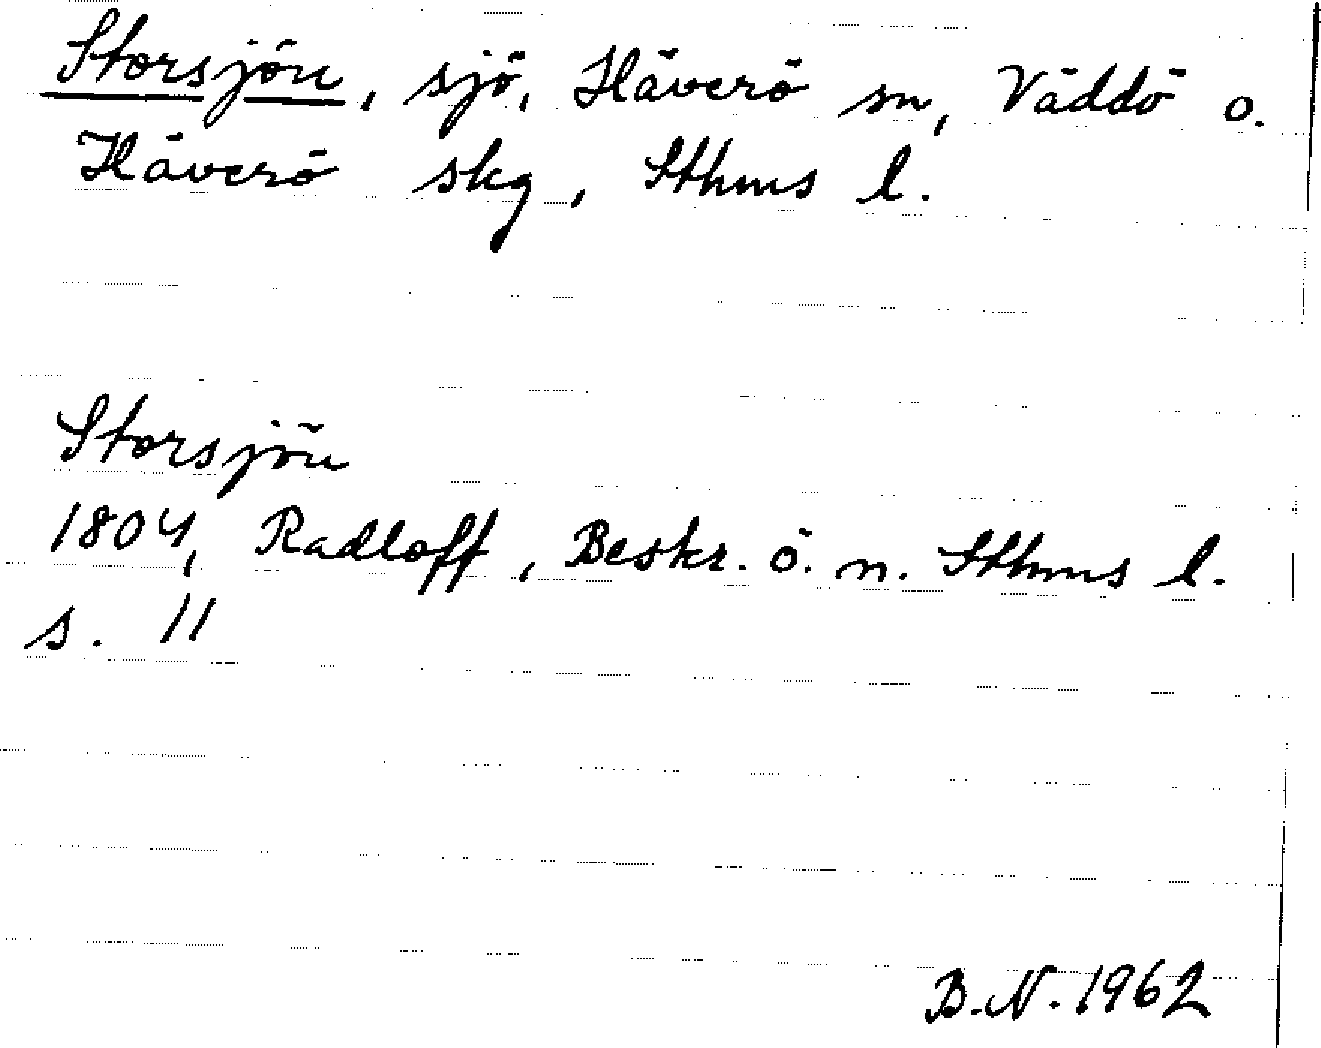 Storsjön, sjö, Häverö sn, Väddö o.
Häverö skg, Sthms l.
Storsjön
1804, Radloff, Beskr. ö. n. Sthms l.
s. 11
B.N. 1962